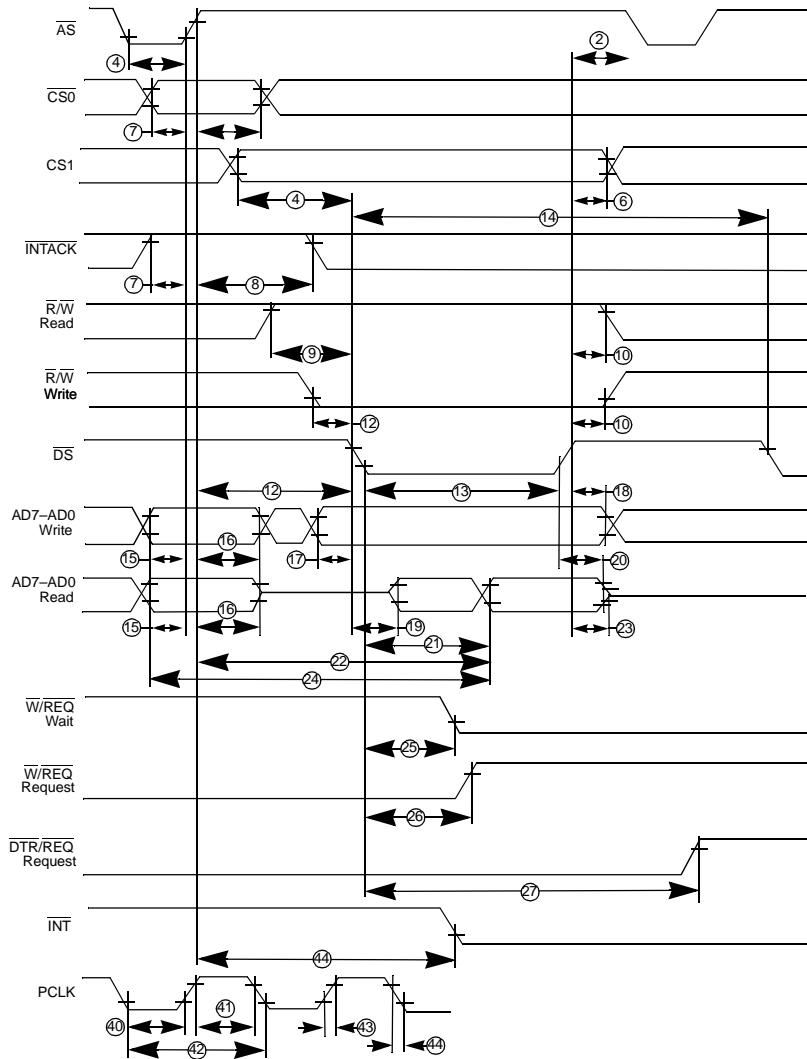 AS
2
4
CS0
7
CS1
4
6
14
INTACK
7
8
R/W
Read
9
10
R/W
Write
12
10
DS
12
13
18
AD7–AD0
Write
15
16
17
20
AD7–AD0
Read
15
16
19
23
21
22
24
W/REQ
Wait
25
W/REQ
Request
26
DTR/REQ
Request
27
INT
44
PCLK
40
41
43
44
42